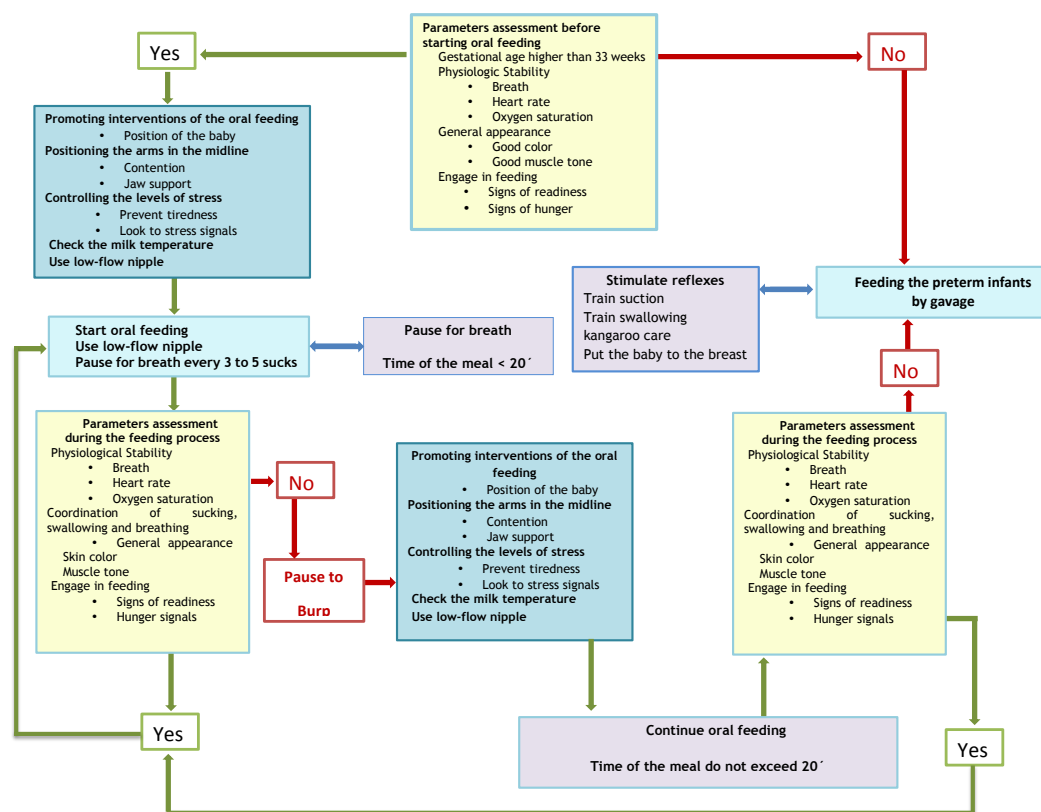 Parameters assessment before
starting oral feeding
Gestational age higher than 33 weeks
Physiologic Stability
• Breath
• Heart rate
• Oxygen saturation
General appearance
• Good color
• Good muscle tone
Engage in feeding
• Signs of readiness
• Signs of hunger
Yes
No
Promoting interventions of the oral feeding
• Position of the baby
Positioning the arms in the midline
• Contention
• Jaw support
Controlling the levels of stress
• Prevent tiredness
• Look to stress signals
Check the milk temperature
Use low-flow nipple
Stimulate reflexes
Train suction
Train swallowing
kangaroo care
Put the baby to the breast
Feeding the preterm infants
by gavage
Start oral feeding
Use low-flow nipple
Pause for breath every 3 to 5 sucks
Pause for breath
Time of the meal < 20´
No
Parameters assessment
during the feeding process
Physiological Stability
• Breath
• Heart rate
• Oxygen saturation
Coordination of sucking,
swallowing and breathing
• General appearance
Skin color
Muscle tone
Engage in feeding
• Signs of readiness
• Hunger signals
No
Pause to
Burp
Promoting interventions of the oral
feeding
• Position of the baby
Positioning the arms in the midline
• Contention
• Jaw support
Controlling the levels of stress
• Prevent tiredness
• Look to stress signals
Check the milk temperature
Use low-flow nipple
Parameters assessment
during the feeding process
Physiological Stability
• Breath
• Heart rate
• Oxygen saturation
Coordination of sucking,
swallowing and breathing
• General appearance
Skin color
Muscle tone
Engage in feeding
• Signs of readiness
• Hunger signals
Yes
Continue oral feeding
Time of the meal do not exceed 20´
Yes